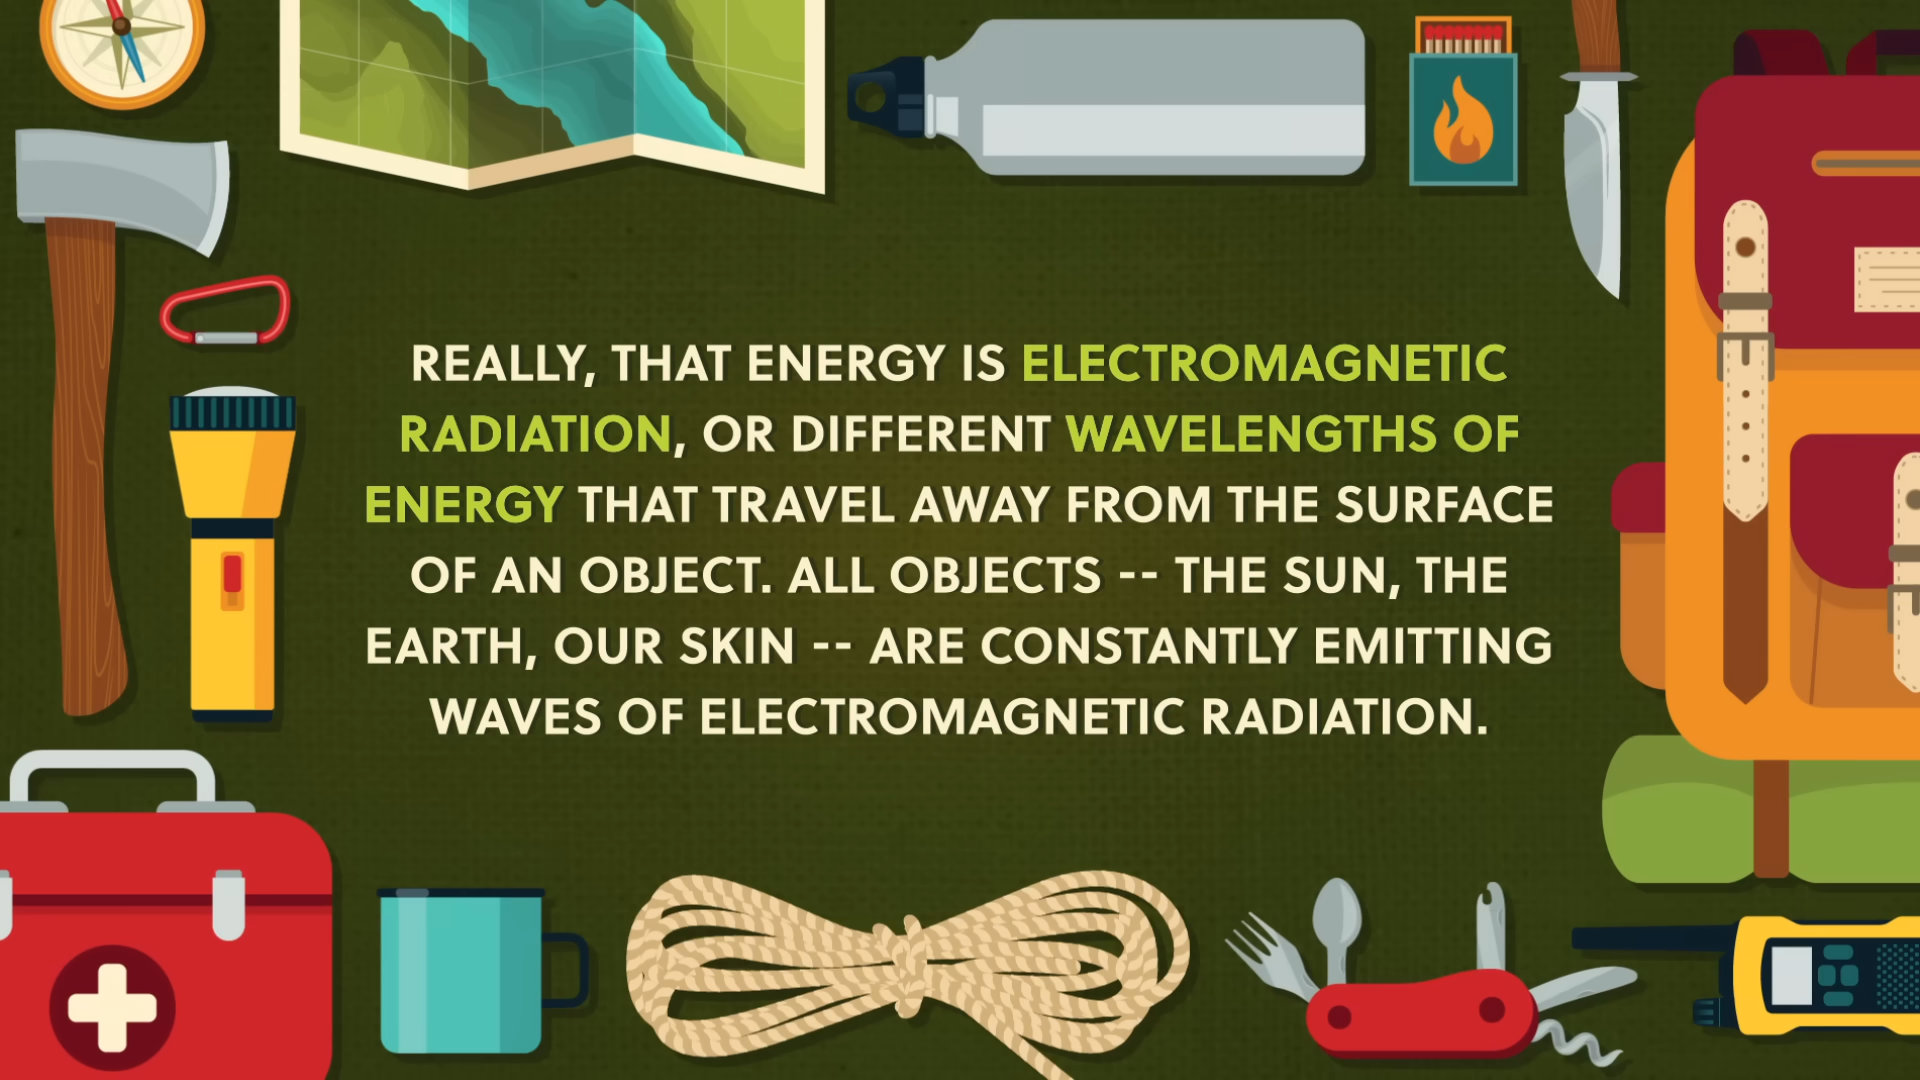 REALLY, THAT ENERGY IS ELECTROMAGNETIC
RADIATION, OR DIFFERENT WAVELENGTHS OF
ENERGY THAT TRAVEL AWAY FROM THE SURFACE
OF AN OBJECT. ALL OBJECTS -- THE SUN, THE
EARTH, OUR SKIN -- ARE CONSTANTLY EMITTING
WAVES OF ELECTROMAGNETIC RADIATION.